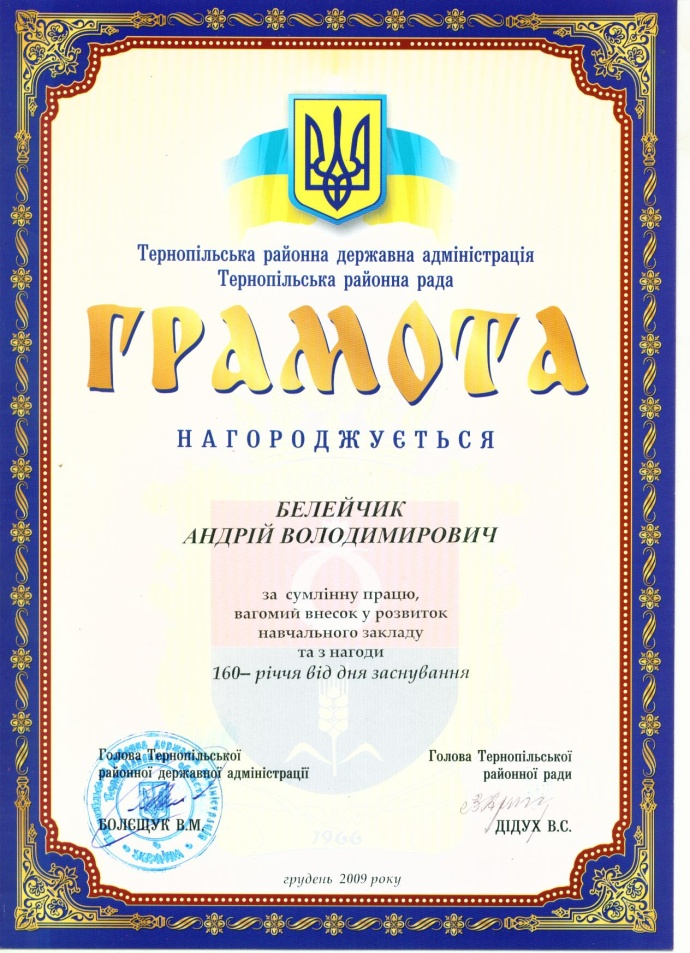 Тернопільська районна державна адміністрація
Тернопільська районна рада
ГРАМОТА
НАГОРОДЖУЄТЬСЯ
БЕЛЕЙЧИК
АНДРІЙ ВОЛОДИМИРОВИЧ
за сумлінну працю,
вагомий внесок у розвиток
навчального закладу
та з нагоди
160– річчя від дня заснування
Голова Тернопільської
районної державної адміністрації
БОЛЄЩУК В.М.
Голова Тернопільської
районної ради
ДІДУХ В.С.
1966
грудень 2009 року
УКРАЇНА